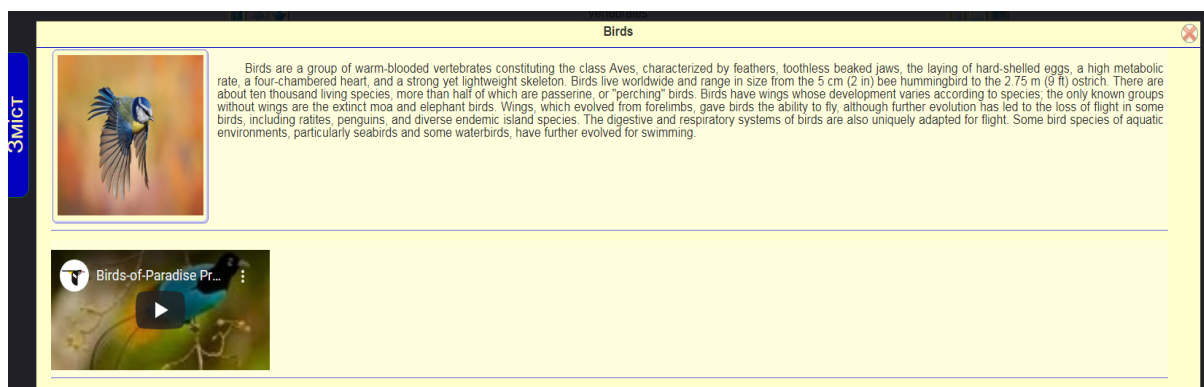 Vertebrates
Birds
Зміст
Birds are a group of warm-blooded vertebrates constituting the class Aves, characterized by feathers, toothless beaked jaws, the laying of hard-shelled eggs, a high metabolic
rate, a four-chambered heart, and a strong yet lightweight skeleton. Birds live worldwide and range in size from the 5 cm (2 in) bee hummingbird to the 2.75 m (9 ft) ostrich. There are
about ten thousand living species, more than half of which are passerine, or "perching" birds. Birds have wings whose development varies according to species; the only known groups
without wings are the extinct moa and elephant birds. Wings, which evolved from forelimbs, gave birds the ability to fly, although further evolution has led to the loss of flight in some
birds, including ratites, penguins, and diverse endemic island species. The digestive and respiratory systems of birds are also uniquely adapted for flight. Some bird species of aquatic
environments, particularly seabirds and some waterbirds, have further evolved for swimming.
Birds-of-Paradise Pr...